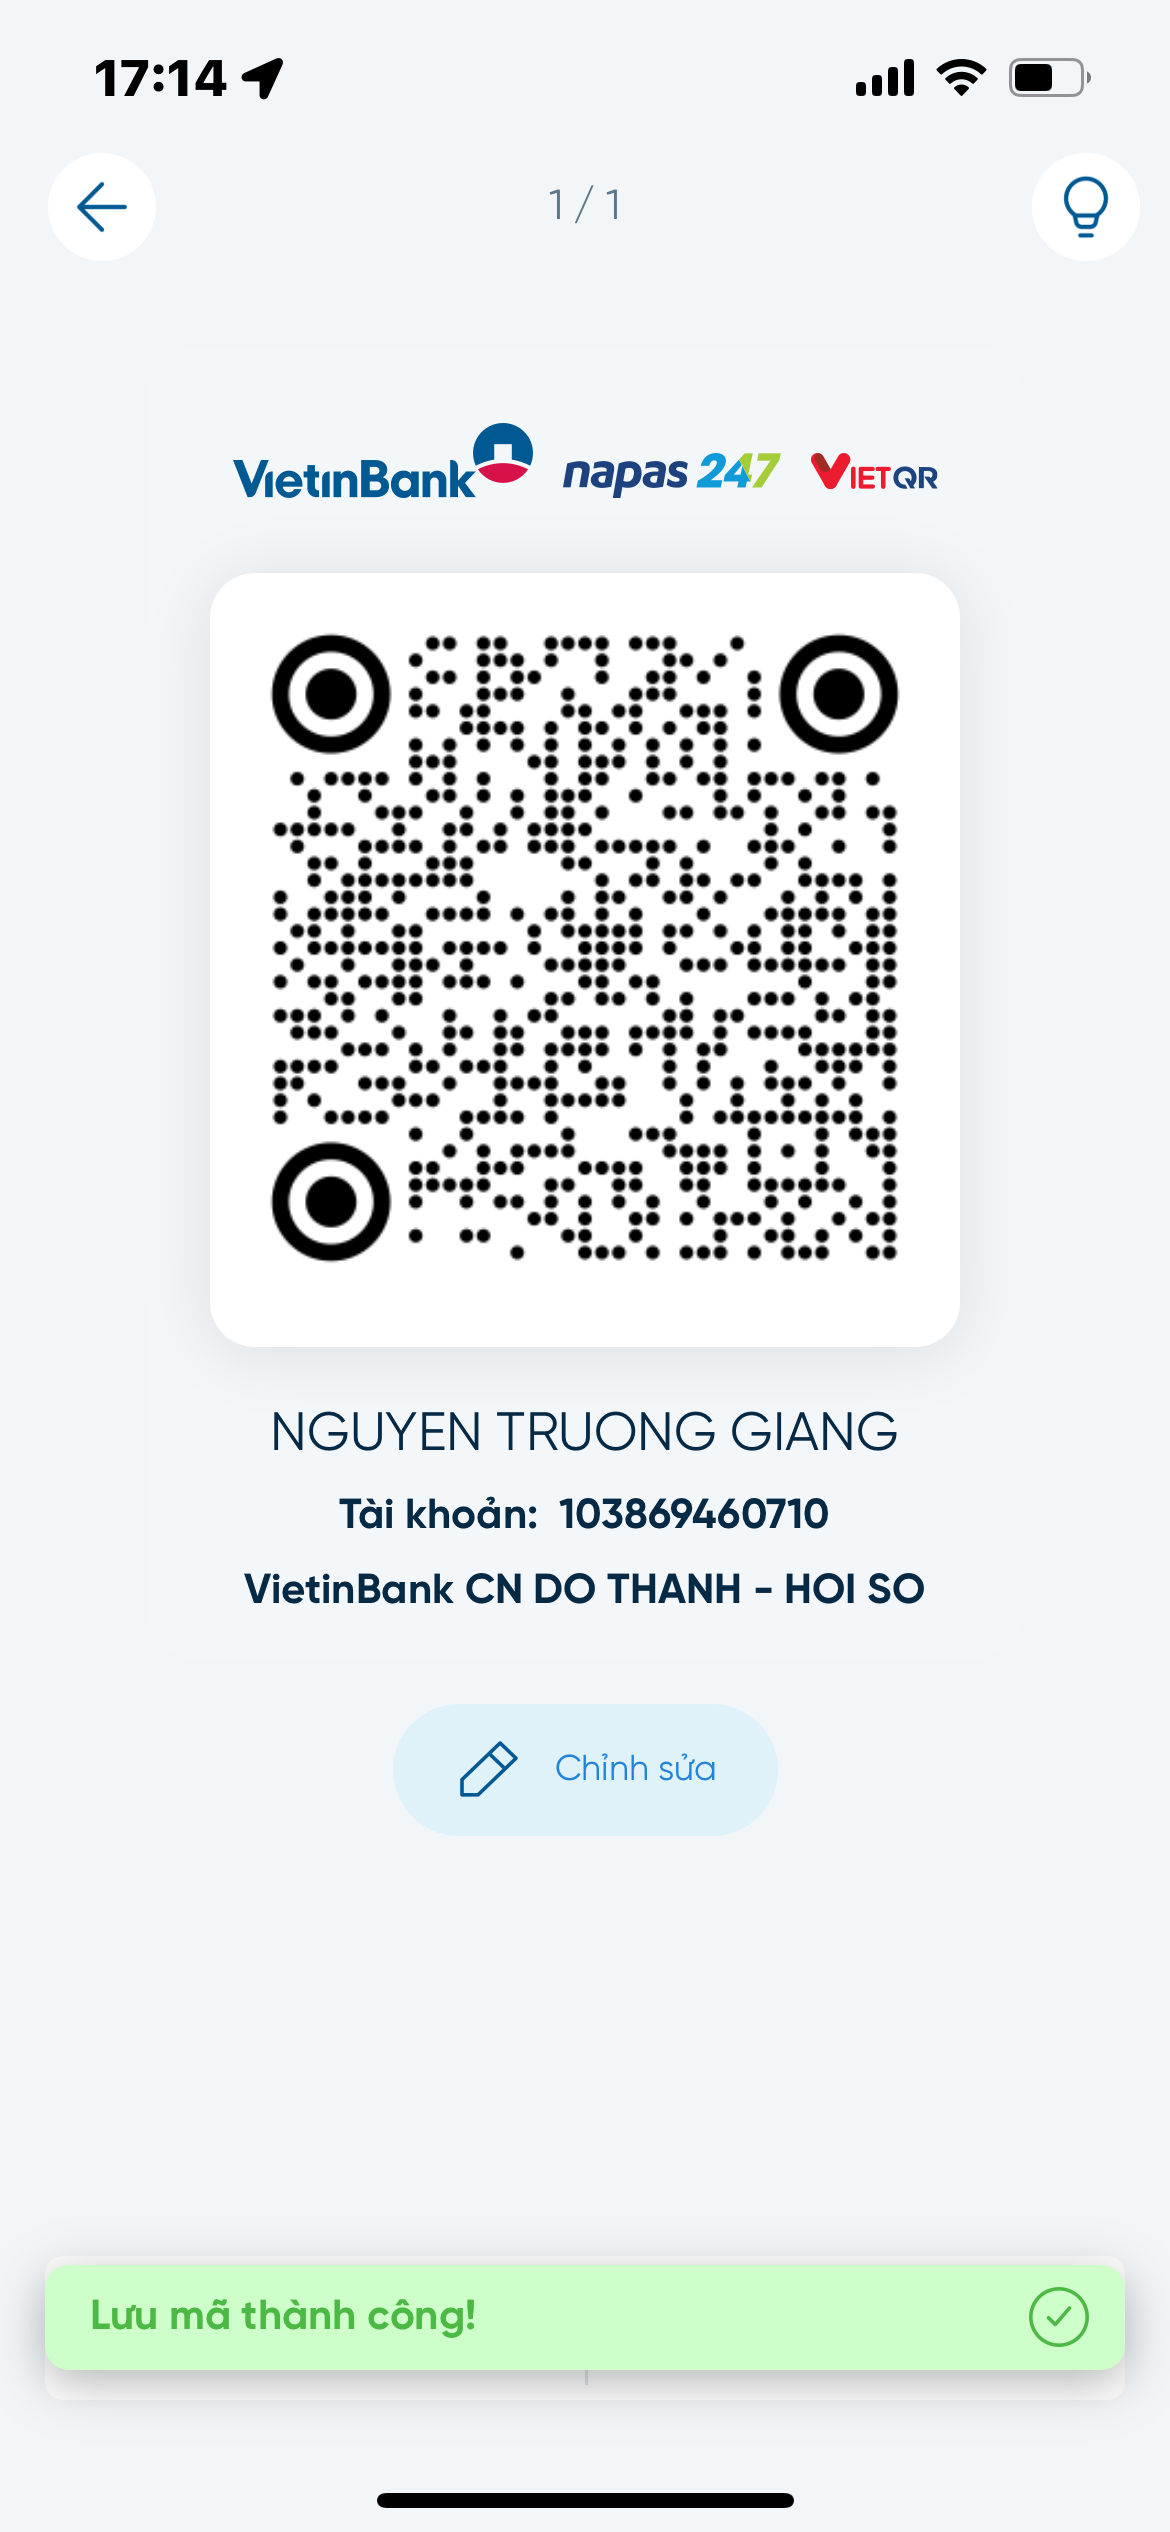 17:14
1 / 1
VietinBank napas 247 VIETQR
NGUYEN TRUONG GIANG
Tài khoản: 103869460710
VietinBank CN DO THANH - HOI SO
Chỉnh sửa
Lưu mã thành công!